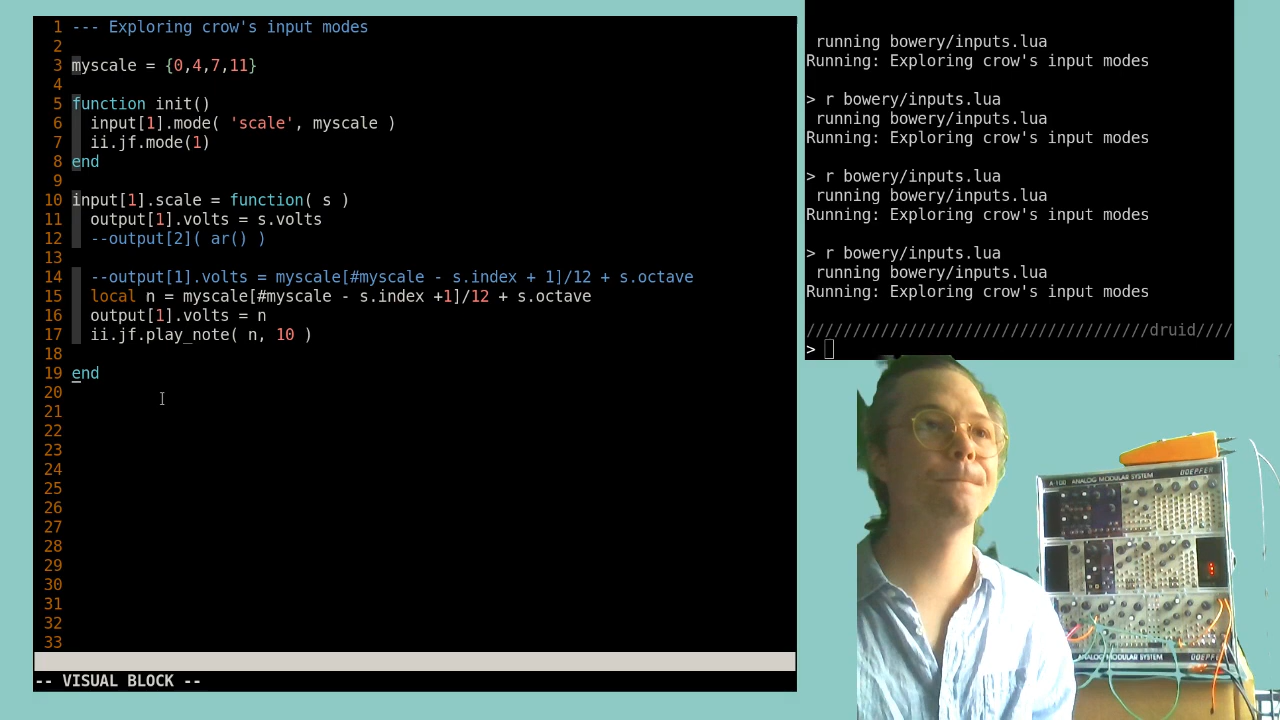 1 --- Exploring crow's input modes
2
3 myscale = {0,4,7,11}
4
5 function init()
6 input[1].mode( 'scale', myscale )
7 ii.jf.mode(1)
8 end
9
10 input[1].scale = function( s )
11 output[1].volts = s.volts
12 --output[2]( ar() )
13
14 --output[1].volts = myscale[#myscale - s.index + 1]/12 + s.octave
15 local n = myscale[#myscale - s.index +1]/12 + s.octave
16 output[1].volts = n
17 ii.jf.play_note( n, 10 )
18
19 end
20
21
22
23
24
25
26
27
28
29
30
31
32
33
-- VISUAL BLOCK --
running bowery/inputs.lua
Running: Exploring crow's input modes
> r bowery/inputs.lua
running bowery/inputs.lua
Running: Exploring crow's input modes
> r bowery/inputs.lua
running bowery/inputs.lua
Running: Exploring crow's input modes
> r bowery/inputs.lua
running bowery/inputs.lua
Running: Exploring crow's input modes
/////////////////////////////////////druid////
>
A-100 ANALOG MODULAR SYSTEM DOEPFER
ANALOG MODULAR SYSTEM DOEPFER